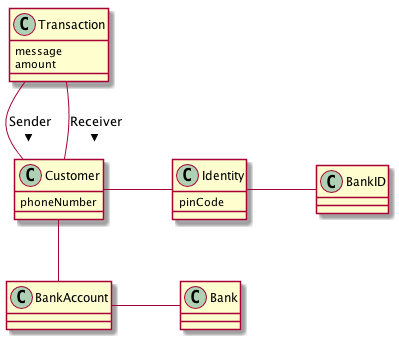 C Transaction
message
amount
Sender
Receiver
C Customer
phoneNumber
C Identity
pinCode
C BankID
C BankAccount
C Bank